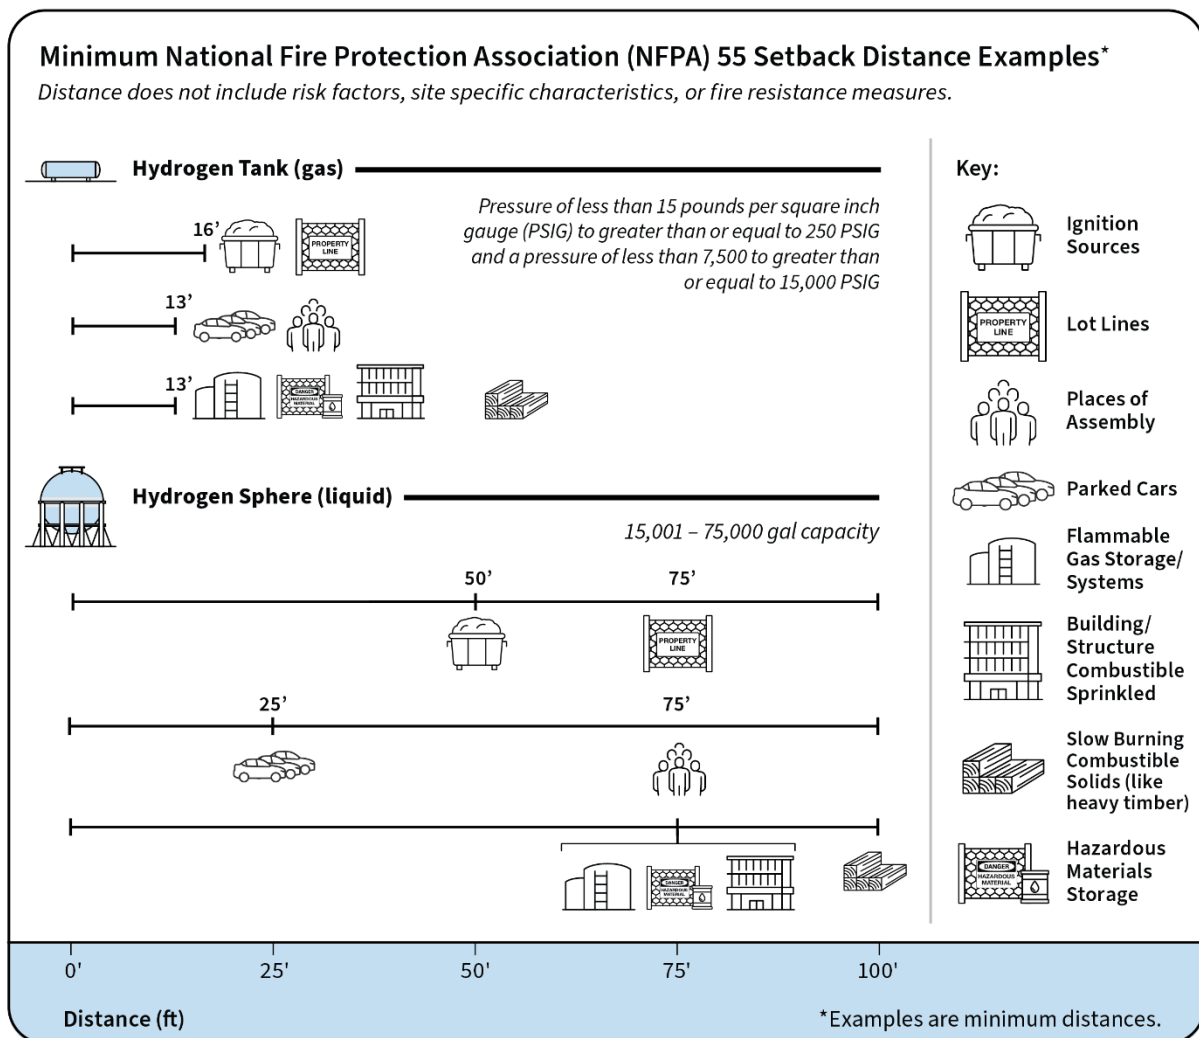 Minimum National Fire Protection Association (NFPA) 55 Setback Distance Examples*
Distance does not include risk factors, site specific characteristics, or fire resistance measures.
Hydrogen Tank (gas)
Pressure of less than 15 pounds per square inch
gauge (PSIG) to greater than or equal to 250 PSIG
and a pressure of less than 7,500 to greater than
or equal to 15,000 PSIG
16’
PROPERTY
LINE
13’
13’
DANGER
HAZARDOUS
MATERIAL
Hydrogen Sphere (liquid)
15,001 – 75,000 gal capacity
50’
75’
PROPERTY
LINE
25’
75’
DANGER
HAZARDOUS
MATERIAL
Key:
Ignition
Sources
PROPERTY
LINE
Lot Lines
Places of
Assembly
Parked Cars
Flammable
Gas Storage/
Systems
Building/
Structure
Combustible
Sprinkled
Slow Burning
Combustible
Solids (like
heavy timber)
DANGER
HAZARDOUS
MATERIAL
Hazardous
Materials
Storage
0'
25'
50'
75'
100'
Distance (ft)
*Examples are minimum distances.